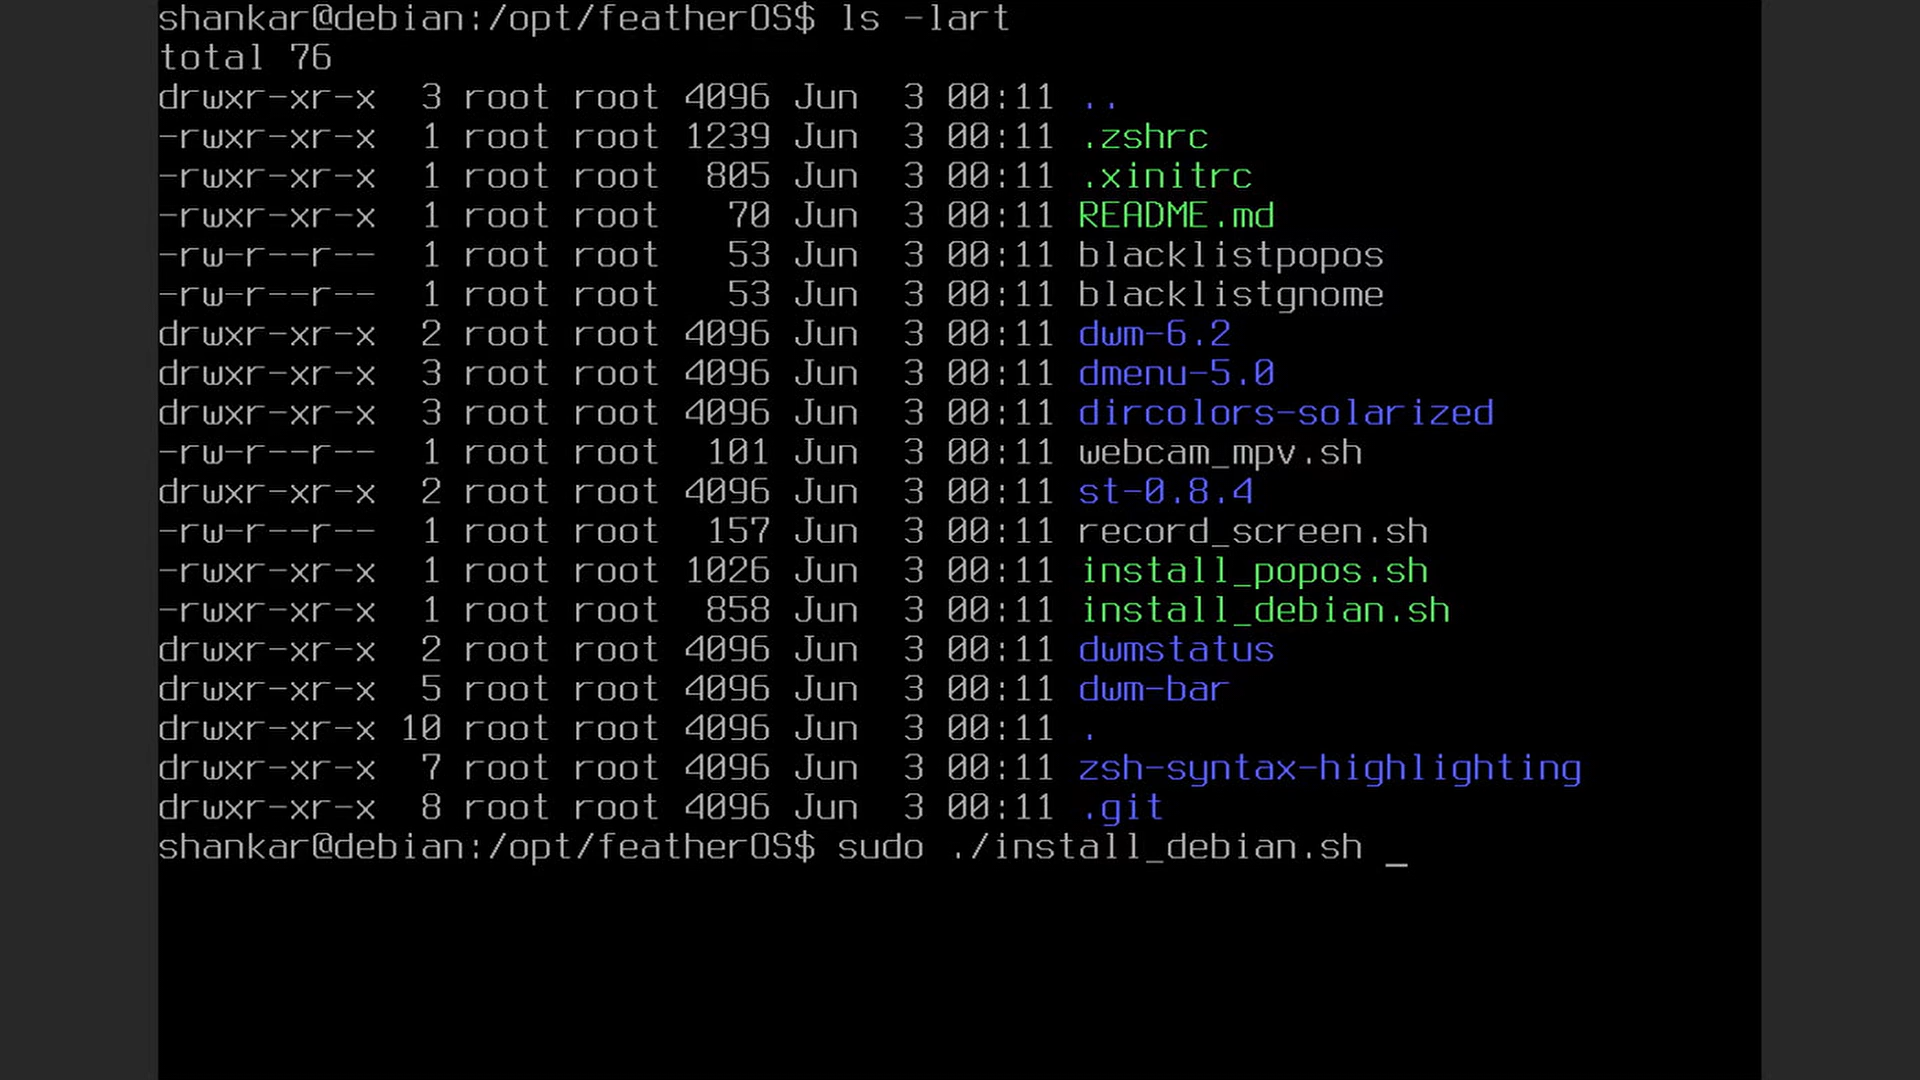 shankar@debian:/opt/featherOS$ ls -lart
total 76
drwxr-xr-x  3 root root 4096 Jun  3 00:11 ..
-rwxr-xr-x  1 root root 1239 Jun  3 00:11 .zshrc
-rwxr-xr-x  1 root root  805 Jun  3 00:11 .xinitrc
-rwxr-xr-x  1 root root   70 Jun  3 00:11 README.md
-rw-r--r--  1 root root   53 Jun  3 00:11 blacklistpopos
-rw-r--r--  1 root root   53 Jun  3 00:11 blacklistgnome
drwxr-xr-x  2 root root 4096 Jun  3 00:11 dwm-6.2
drwxr-xr-x  3 root root 4096 Jun  3 00:11 dmenu-5.0
drwxr-xr-x  3 root root 4096 Jun  3 00:11 dircolors-solarized
-rw-r--r--  1 root root  101 Jun  3 00:11 webcam_mpv.sh
drwxr-xr-x  2 root root 4096 Jun  3 00:11 st-0.8.4
-rw-r--r--  1 root root  157 Jun  3 00:11 record_screen.sh
-rwxr-xr-x  1 root root 1026 Jun  3 00:11 install_popos.sh
-rwxr-xr-x  1 root root  858 Jun  3 00:11 install_debian.sh
drwxr-xr-x  2 root root 4096 Jun  3 00:11 dwmstatus
drwxr-xr-x  5 root root 4096 Jun  3 00:11 dwm-bar
drwxr-xr-x 10 root root 4096 Jun  3 00:11 .
drwxr-xr-x  7 root root 4096 Jun  3 00:11 zsh-syntax-highlighting
drwxr-xr-x  8 root root 4096 Jun  3 00:11 .git
shankar@debian:/opt/featherOS$ sudo ./install_debian.sh _